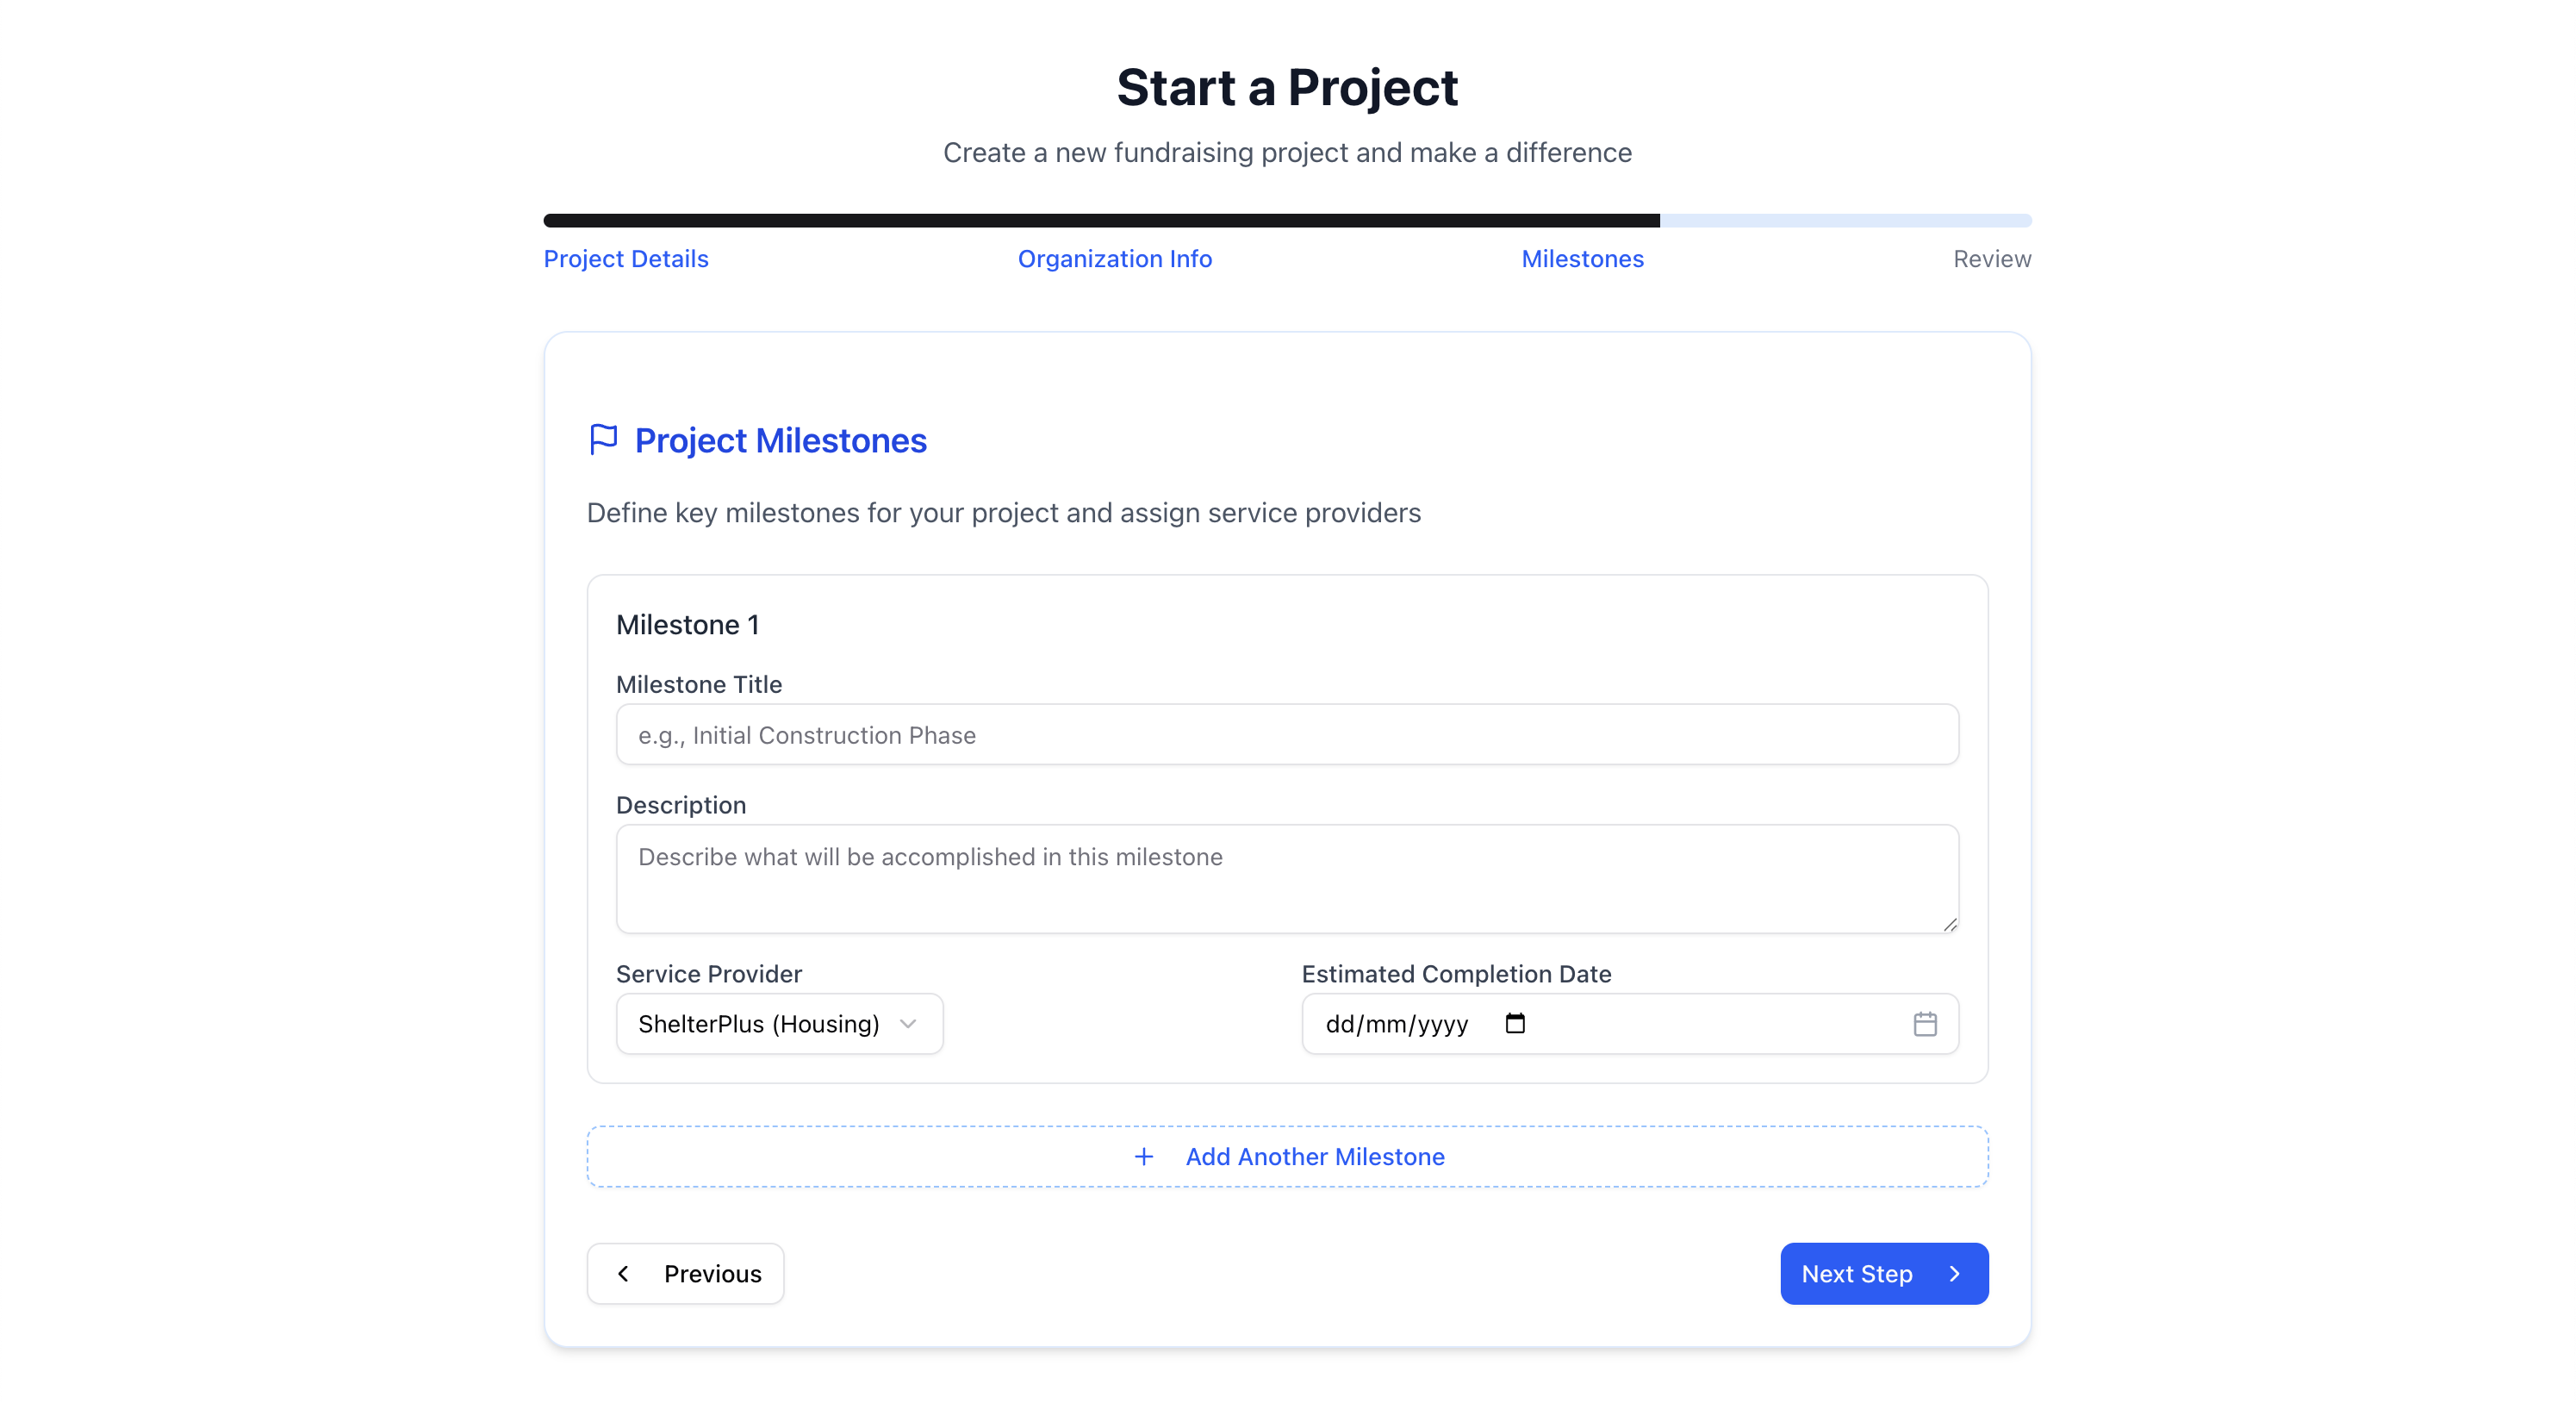 Start a Project
Create a new fundraising project and make a difference
Project Details
Organization Info
Milestones
Review
Project Milestones
Define key milestones for your project and assign service providers
Milestone 1
Milestone Title
e.g., Initial Construction Phase
Description
Describe what will be accomplished in this milestone
Service Provider
Estimated Completion Date
ShelterPlus (Housing)
dd/mm/yyyy
Add Another Milestone
Previous
Next Step